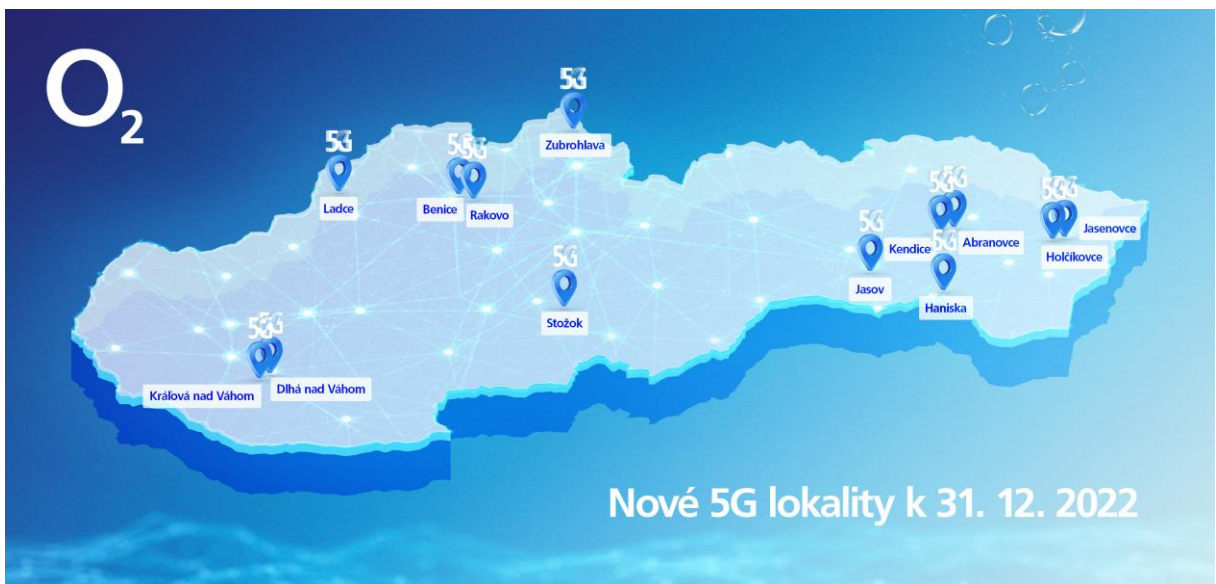 O2
5G
Zubrohlava
5G
Ladce
5G
Benice
5G
Rakovo
5G
Kendice
5G
Abranovce
5G
5G
Jasenovce
Holčíkovce
5G
Jasov
5G
Haniska
5G
Stožok
5G
Kráľová nad Váhom
5G
Dlhá nad Váhom
Nové 5G lokality k 31. 12. 2022